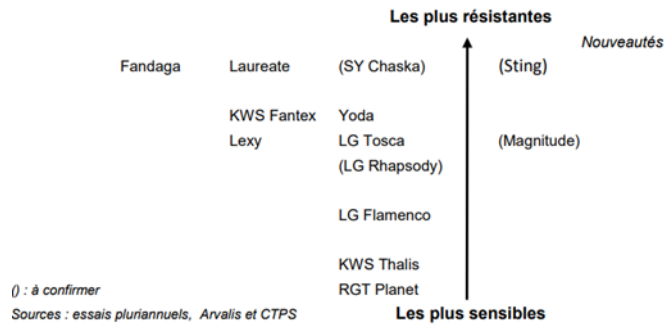 Les plus résistantes
Nouveautés
Fandaga Laureate (SY Chaska) (Sting)
KWS Fantex Yoda
Lexy LG Tosca (Magnitude)
(LG Rhapsody)
LG Flamenco
KWS Thalis
() : à confirmer RGT Planet
Sources : essais pluriannuels, Arvalis et CTPS Les plus sensibles